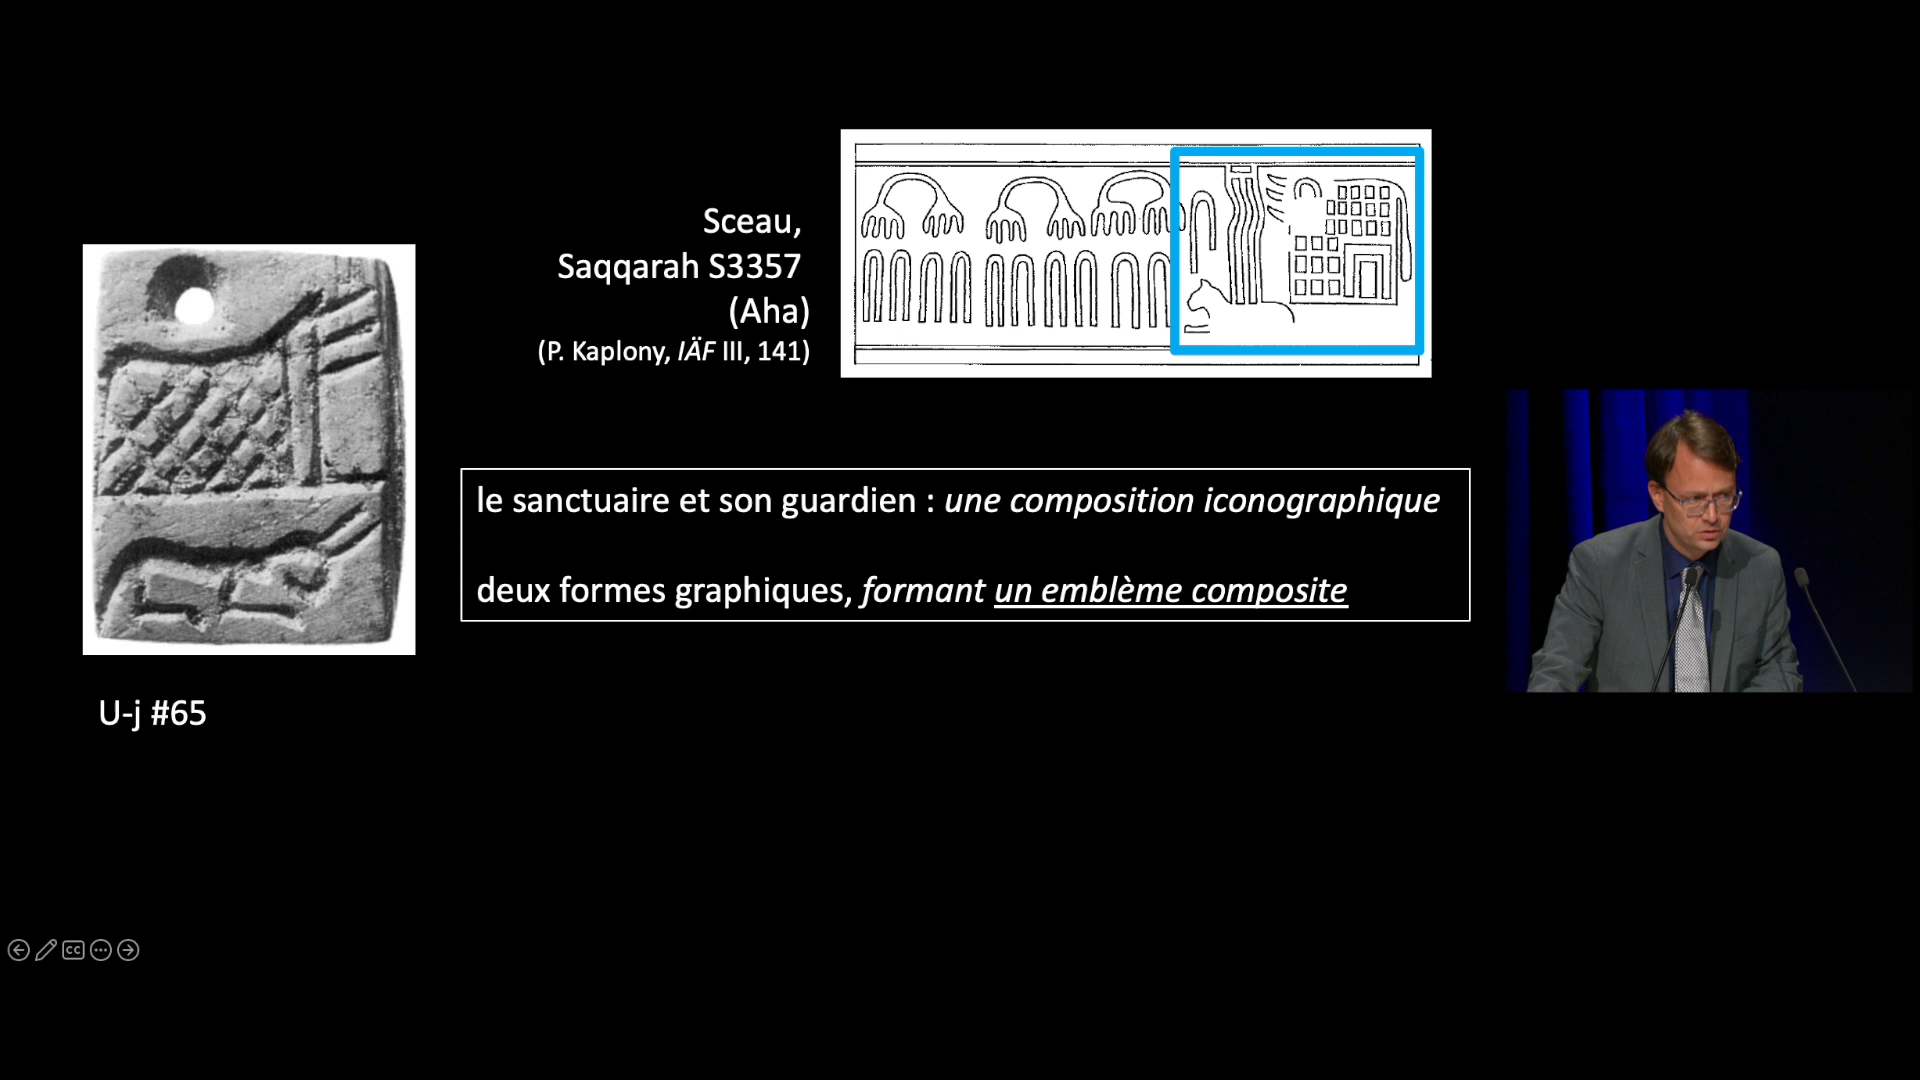 Sceau,
Saqqarah S3357
(Aha)
(P. Kaplony, IÄF III, 141)
le sanctuaire et son guardien : une composition iconographique
deux formes graphiques, formant un emblème composite
U-j #65
cc